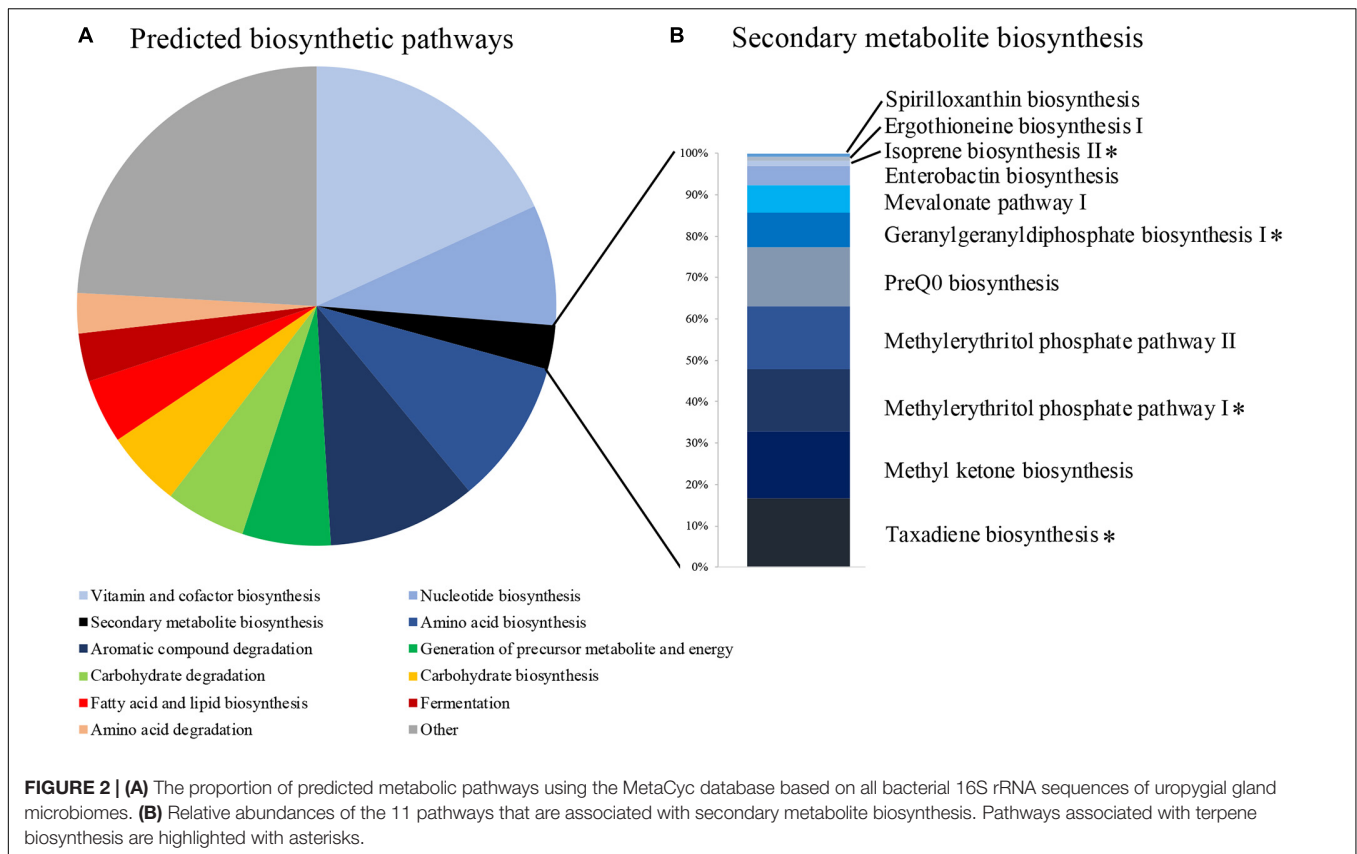 A Predicted biosynthetic pathways
B Secondary metabolite biosynthesis
Spirilloxanthin biosynthesis
Ergothioneine biosynthesis I
Isoprene biosynthesis II *
Enterobactin biosynthesis
Mevalonate pathway I
Geranylgeranyldiphosphate biosynthesis I *
PreQ0 biosynthesis
Methylerythritol phosphate pathway II
Methylerythritol phosphate pathway I *
Methyl ketone biosynthesis
Taxadiene biosynthesis *
100%
90%
80%
70%
60%
50%
40%
30%
20%
10%
0%
Vitamin and cofactor biosynthesis
Nucleotide biosynthesis
Secondary metabolite biosynthesis
Amino acid biosynthesis
Aromatic compound degradation
Generation of precursor metabolite and energy
Carbohydrate degradation
Carbohydrate biosynthesis
Fatty acid and lipid biosynthesis
Fermentation
Amino acid degradation
Other
FIGURE 2 | (A) The proportion of predicted metabolic pathways using the MetaCyc database based on all bacterial 16S rRNA sequences of uropygial gland
microbiomes. (B) Relative abundances of the 11 pathways that are associated with secondary metabolite biosynthesis. Pathways associated with terpene
biosynthesis are highlighted with asterisks.